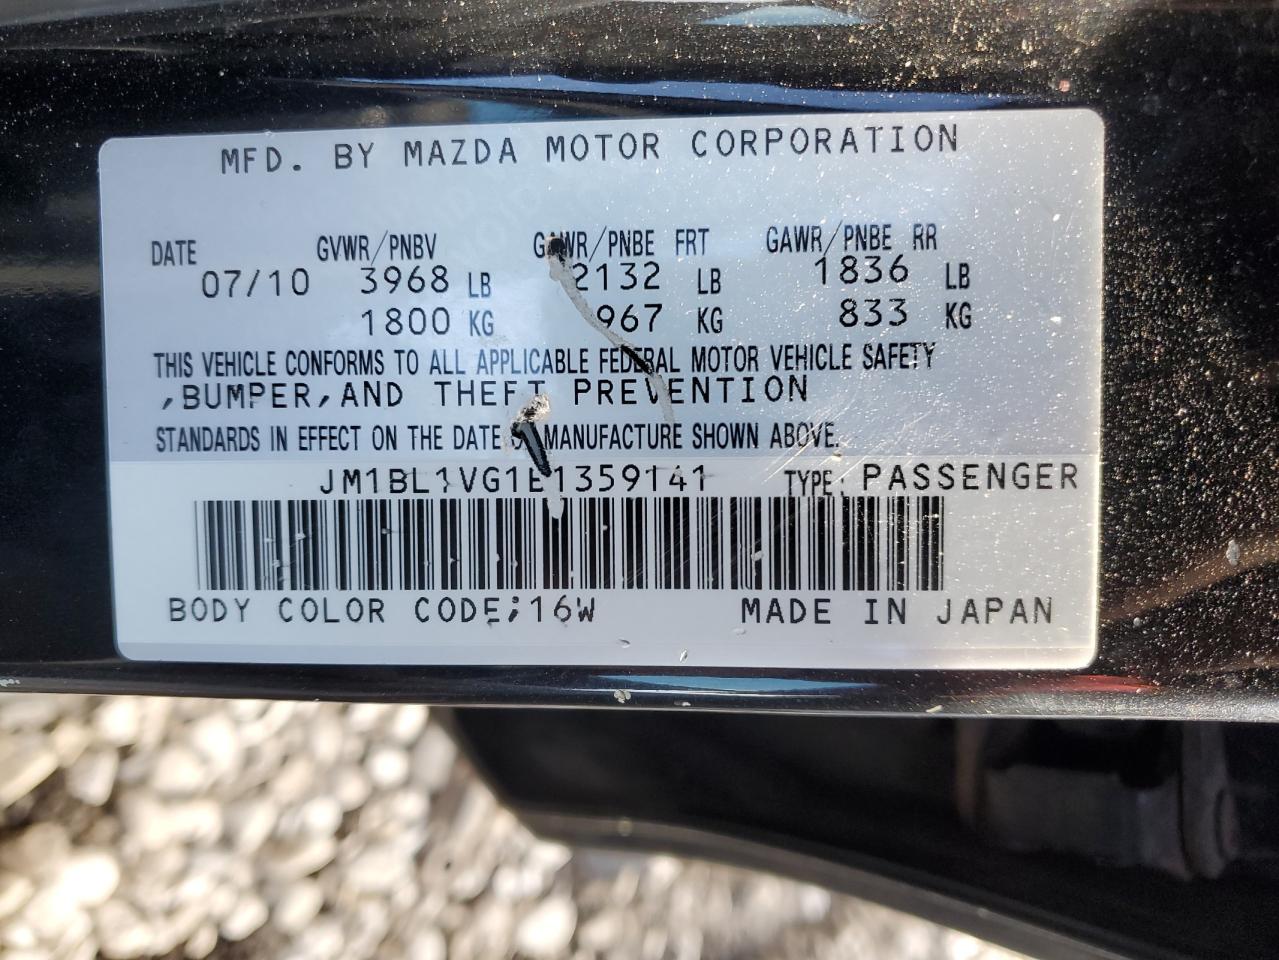 MFD. BY MAZDA MOTOR CORPORATION
DATE GVWR/PNBV GAWR/PNBE FRT GAWR/PNBE RR
07/10 3968 LB 2132 LB 1836 LB
1800 KG 967 KG 833 KG
THIS VEHICLE CONFORMS TO ALL APPLICABLE FEDERAL MOTOR VEHICLE SAFETY
,BUMPER,AND THEFT PREVENTION
STANDARDS IN EFFECT ON THE DATE OF MANUFACTURE SHOWN ABOVE.
JM1BL1VG1B1359141 TYPE: PASSENGER
BODY COLOR CODE;16W MADE IN JAPAN